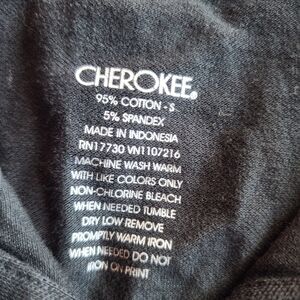 CHEROKEE.
95% COTTON - S
5% SPANDEX
MADE IN INDONESIA
RN17730 VN1107216
MACHINE WASH WARM
WITH LIKE COLORS ONLY
NON-CHLORINE BLEACH
WHEN NEEDED TUMBLE
DRY LOW REMOVE
PROMPTLY WARM IRON
WHEN NEEDED DO NOT
IRON ON PRINT